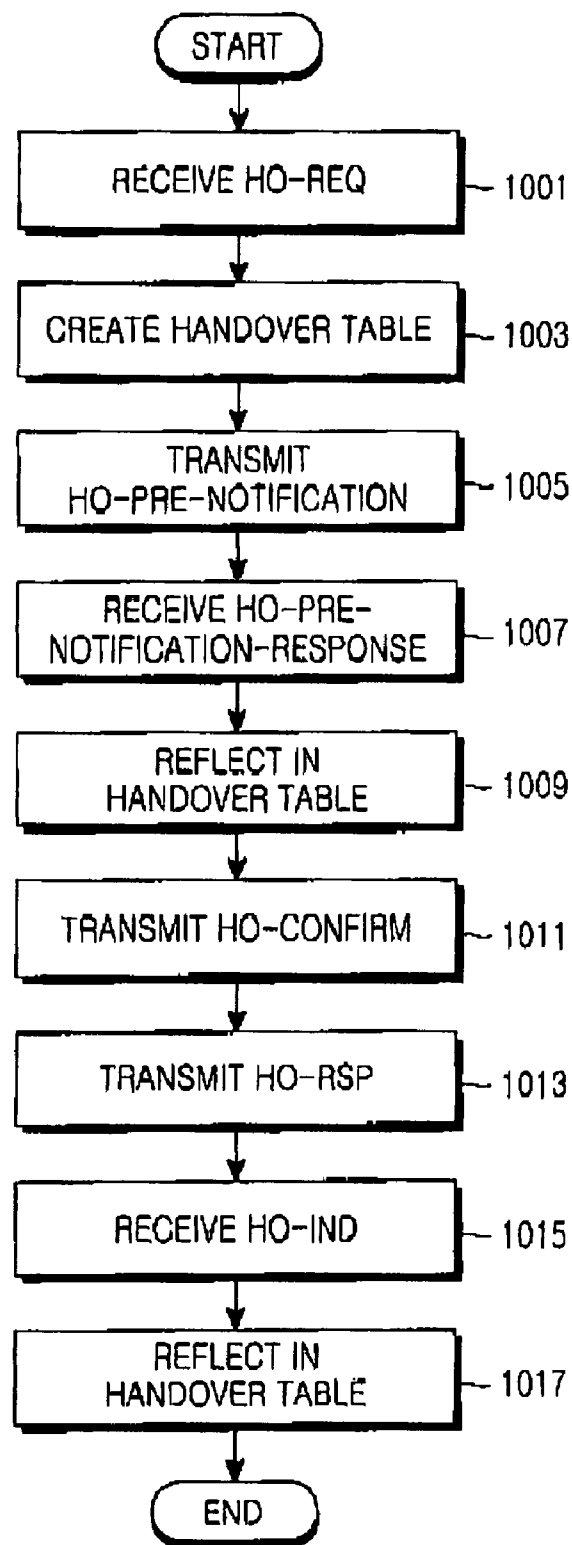 START
RECEIVE HO-REQ
1001
CREATE HANDOVER TABLE
1003
TRANSMIT
HO-PRE-NOTIFICATION
1005
RECEIVE HO-PRE-
NOTIFICATION-RESPONSE
1007
REFLECT IN
HANDOVER TABLE
1009
TRANSMIT HO-CONFIRM
1011
TRANSMIT HO-RSP
1013
RECEIVE HO-IND
1015
REFLECT IN
HANDOVER TABLE
1017
END